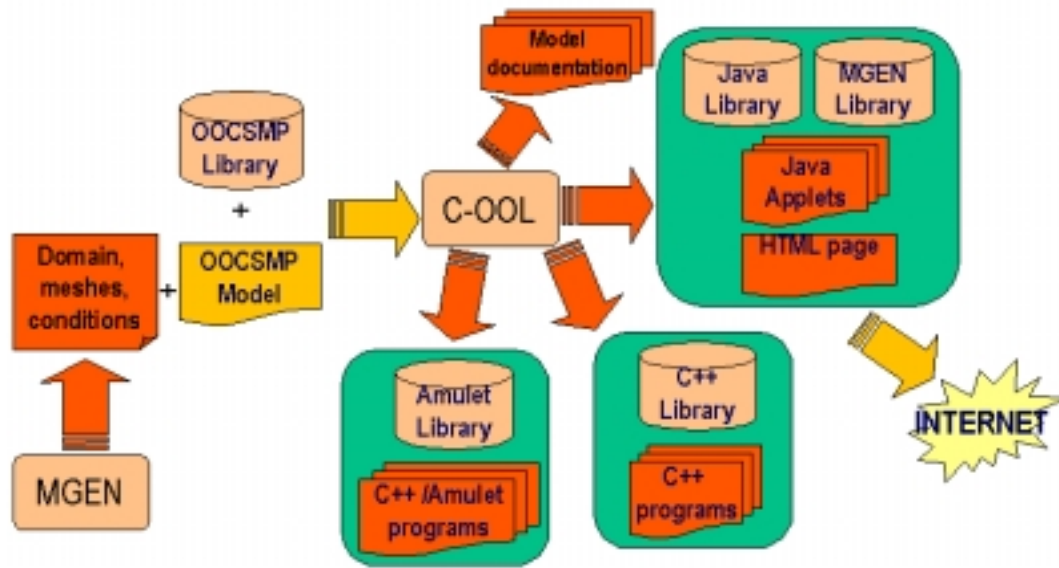 Model
documentation
Java
Library
MGEN
Library
OOCSMP
Library
+
C-OOL
Java
Applets
HTML page
Domain,
meshes,
conditions
+
OOCSMP
Model
Amulet
Library
C++
Library
INTERNET
MGEN
C++ /Amulet
programs
C++
programs